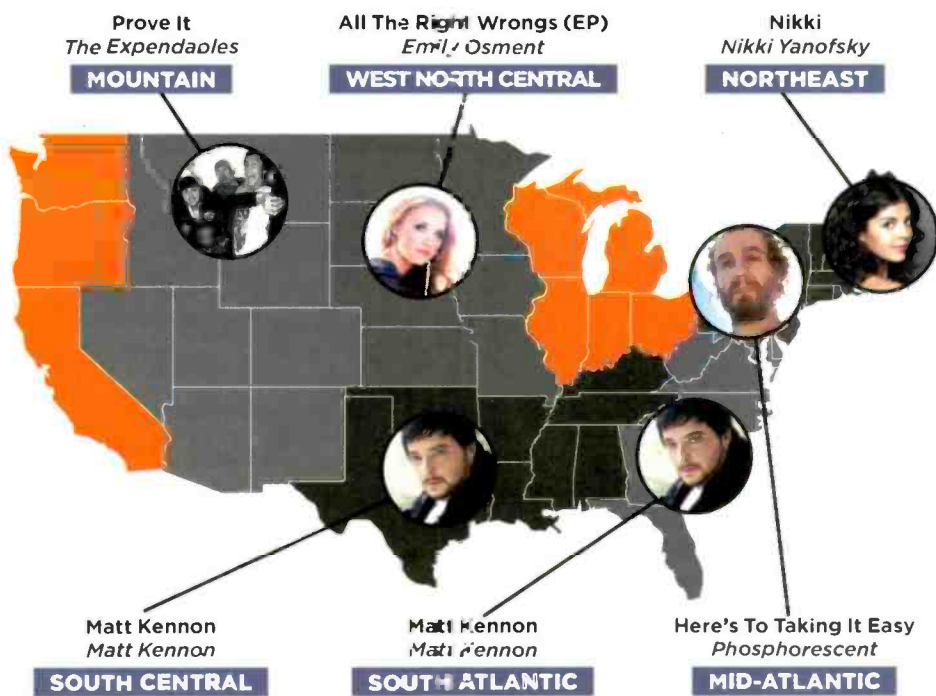 Prove It
The Expendables
MOUNTAIN
All The Right Wrongs (EP)
Emily Osment
WEST NORTH CENTRAL
Nikki
Nikki Yanofsky
NORTHEAST
Matt Kennon
Matt Kennon
SOUTH CENTRAL
Matt Kennon
Matt Kennon
SOUTH ATLANTIC
Here's To Taking It Easy
Phosphorescent
MID-ATLANTIC